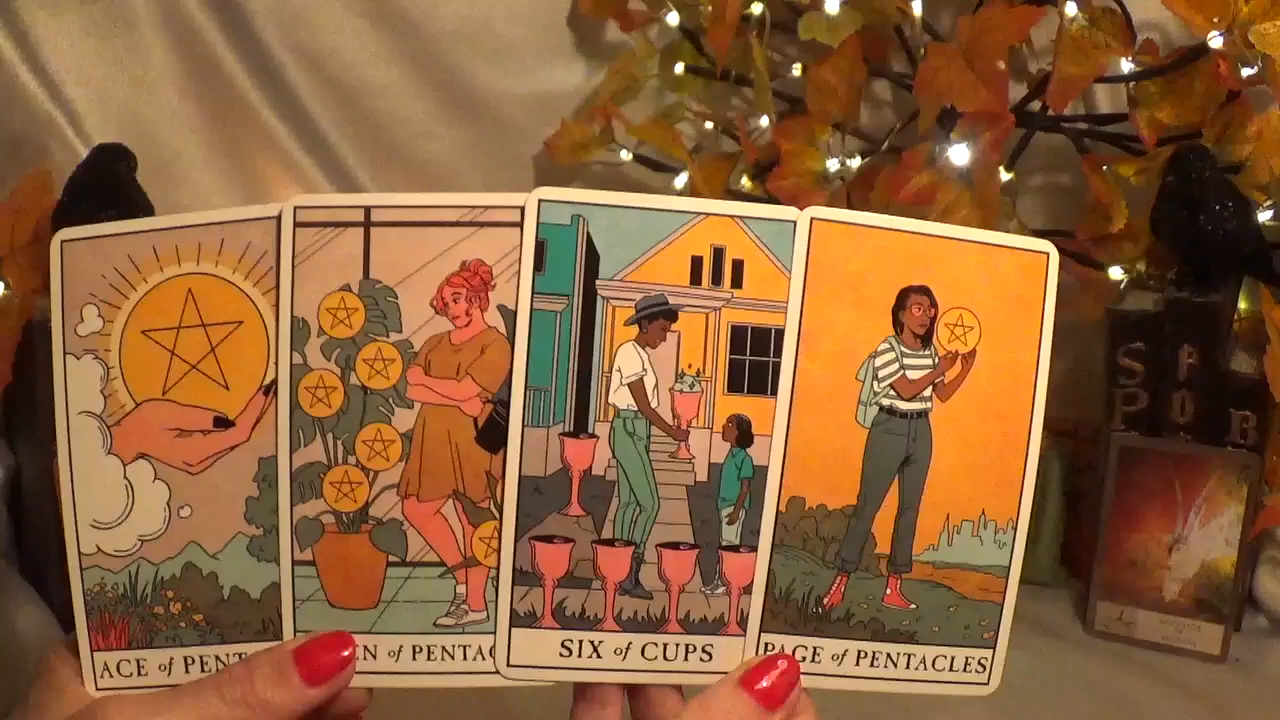 ACE of PENT
EN of PENTAC
SIX of CUPS
PAGE of PENTACLES
S
P
B